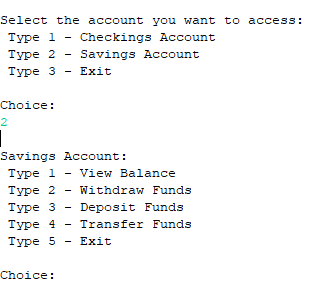 Select the account you want to access:
Type 1 - Checkings Account
Type 2 - Savings Account
Type 3 - Exit
Choice:
2
Savings Account:
Type 1 - View Balance
Type 2 - Withdraw Funds
Type 3 - Deposit Funds
Type 4 - Transfer Funds
Type 5 - Exit
Choice: